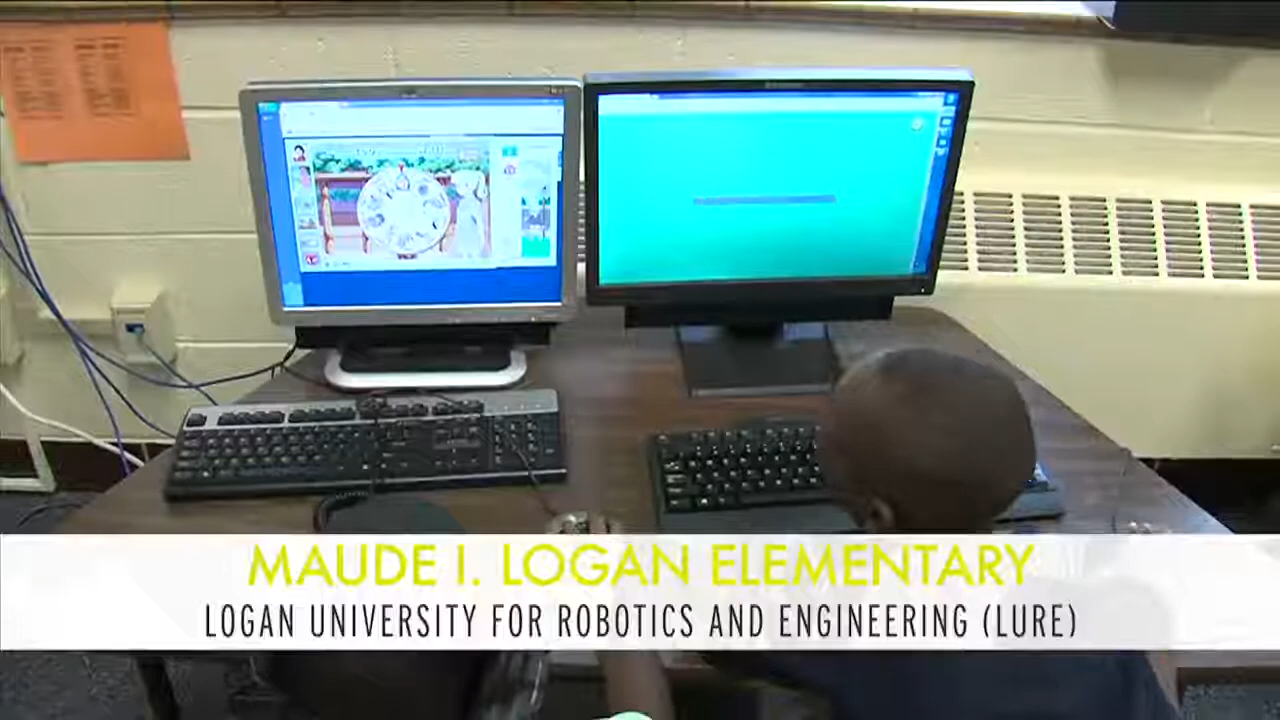 MAUDE I. LOGAN ELEMENTARY
LOGAN UNIVERSITY FOR ROBOTICS AND ENGINEERING (LURE)